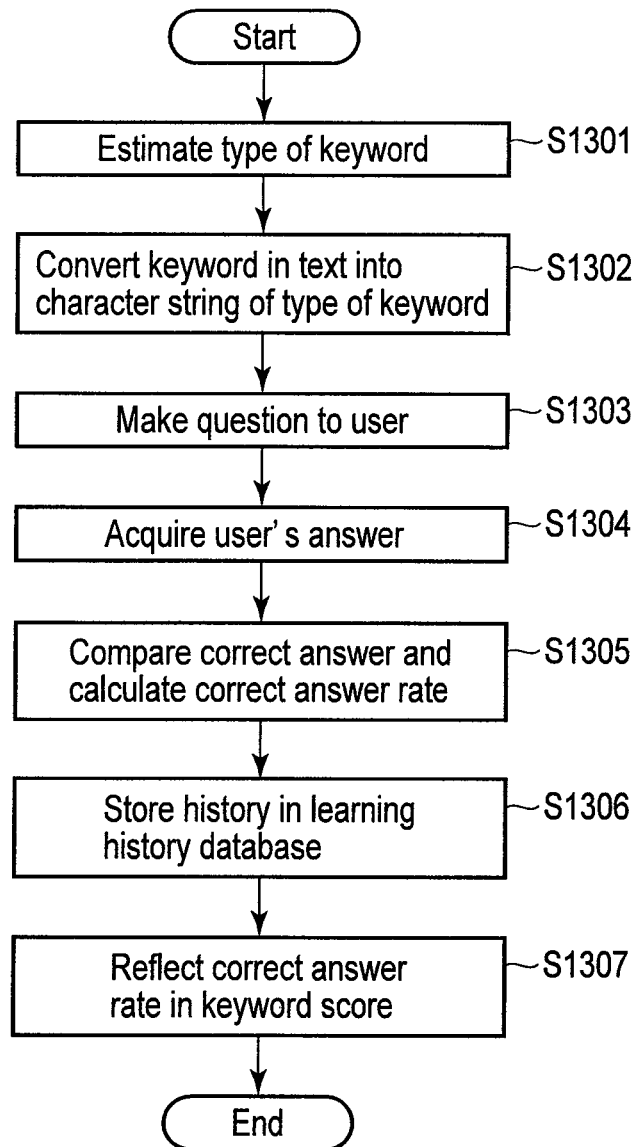 Start
Estimate type of keyword
S1301
Convert keyword in text into
character string of type of keyword
S1302
Make question to user
S1303
Acquire user's answer
S1304
Compare correct answer and
calculate correct answer rate
S1305
Store history in learning
history database
S1306
Reflect correct answer
rate in keyword score
S1307
End